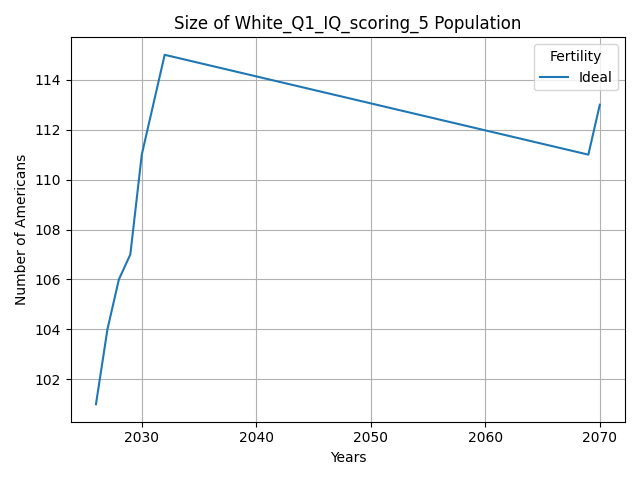 Size of White_Q1_IQ_scoring_5 Population
Fertility
Ideal
114
112
110
108
106
104
102
Number of Americans
2030 2040 2050 2060 2070
Years